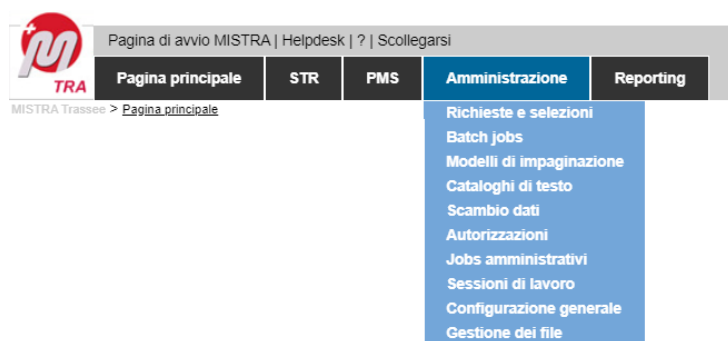 Pagina di avvio MISTRA | Helpdesk | ? | Scollegarsi
TRA
Pagina principale STR PMS Amministrazione Reporting
MISTRA Trassee > Pagina principale
Richieste e selezioni
Batch jobs
Modelli di impaginazione
Cataloghi di testo
Scambio dati
Autorizzazioni
Jobs amministrativi
Sessioni di lavoro
Configurazione generale
Gestione dei file